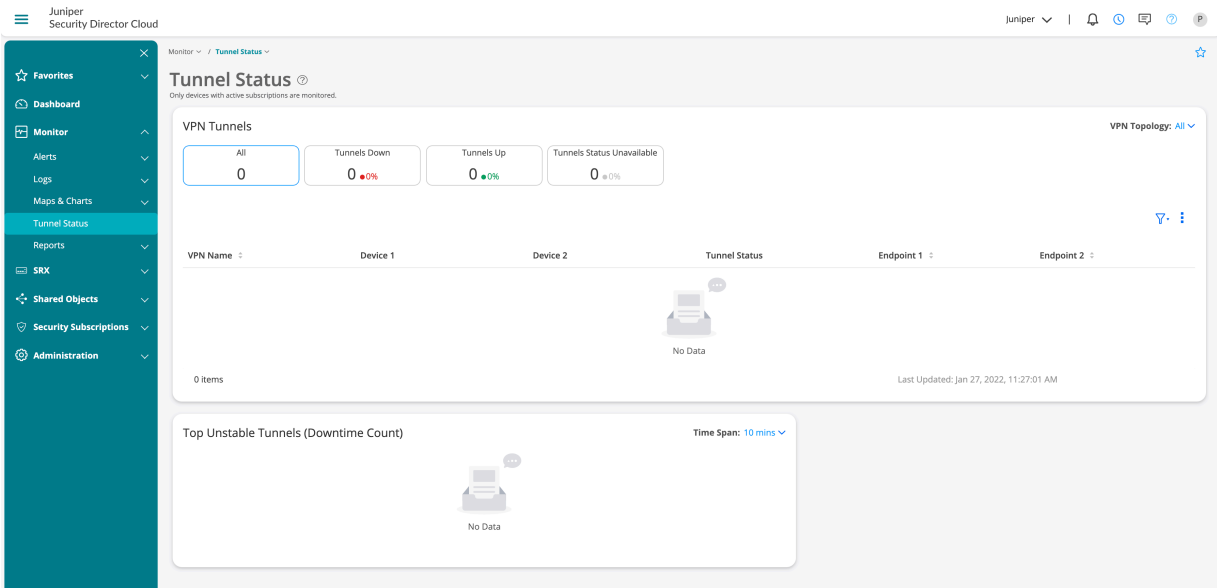 Juniper
Security Director Cloud
Juniper
P
Monitor / Tunnel Status
Favorites
Dashboard
Monitor
Alerts
Logs
Maps & Charts
Tunnel Status
Reports
SRX
Shared Objects
Security Subscriptions
Administration
Tunnel Status ?
Only devices with active subscriptions are monitored.
VPN Tunnels
VPN Topology: All
All
0
Tunnels Down
0 0%
Tunnels Up
0 0%
Tunnels Status Unavailable
0 0%
VPN Name Device 1 Device 2 Tunnel Status Endpoint 1 Endpoint 2
No Data
0 items
Last Updated: Jan 27, 2022, 11:27:01 AM
Top Unstable Tunnels (Downtime Count)
Time Span: 10 mins
No Data